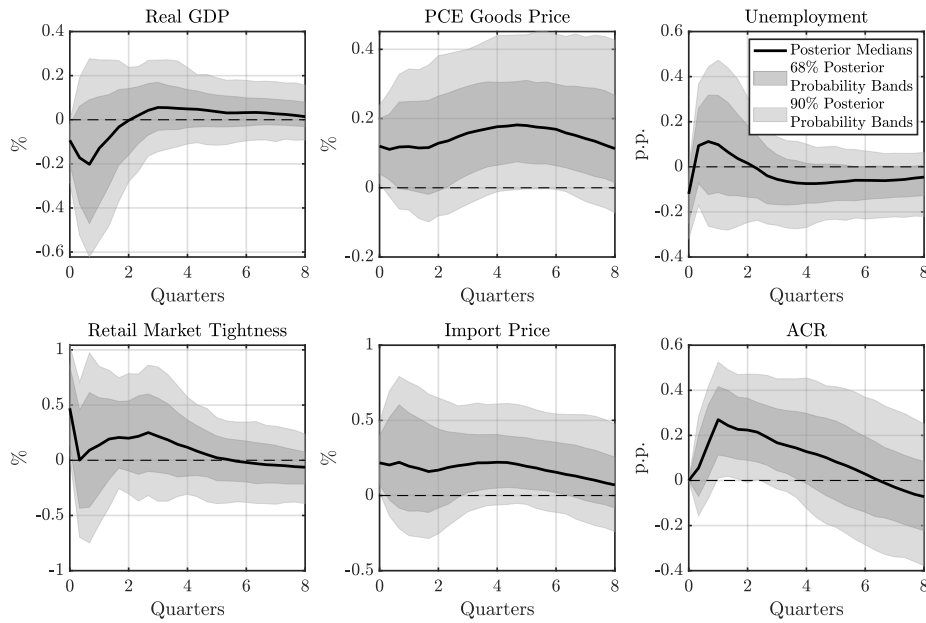 Real GDP
0.4
0.2
0
-0.2
-0.4
-0.6
%
0 2 4 6 8
Quarters
PCE Goods Price
0.4
0.2
0
0.2
%
0 2 4 6 8
Quarters
Unemployment
0.6
0.4
0.2
0
-0.2
-0.4
p.p.
Posterior Medians
68% Posterior
Probability Bands
90% Posterior
Probability Bands
0 2 4 6 8
Quarters
Retail Market Tightness
1
0.5
0
-0.5
-1
%
0 2 4 6 8
Quarters
Import Price
1
0.5
0
-0.5
%
0 2 4 6 8
Quarters
ACR
0.6
0.4
0.2
0
-0.2
-0.4
p.p.
0 2 4 6 8
Quarters